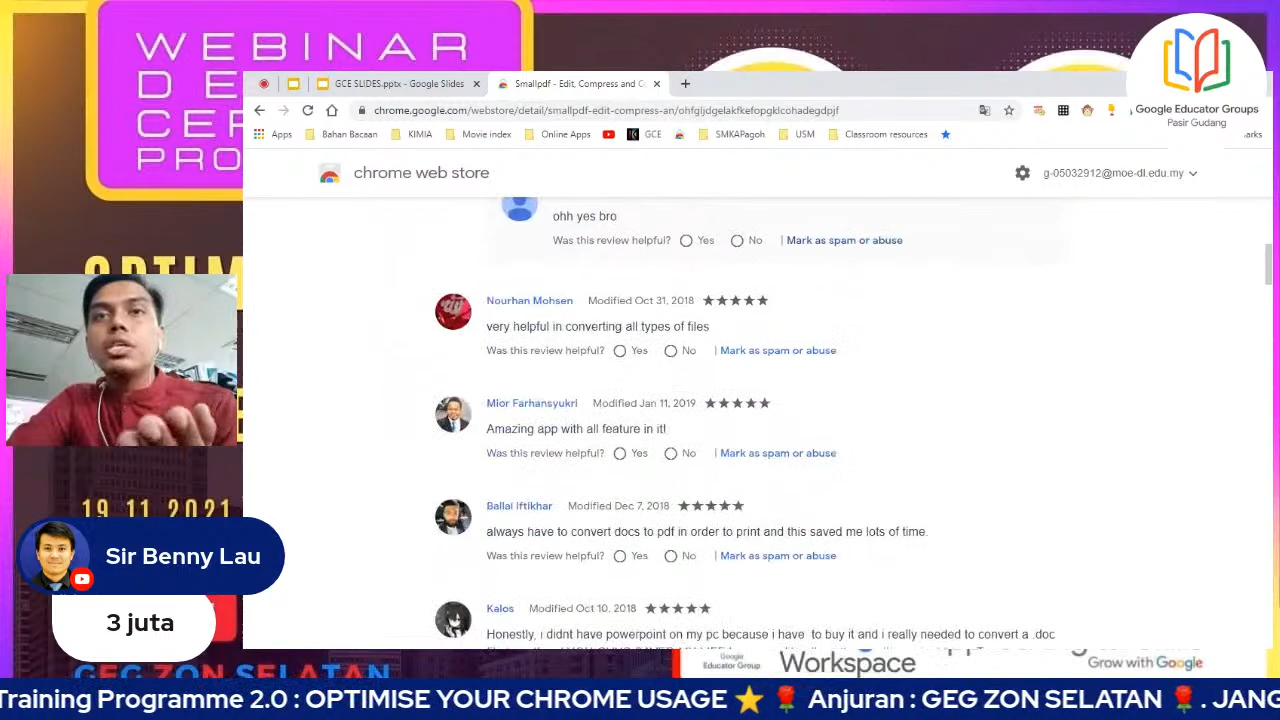 WEBINAR
D E
CER
PRO
OPTIM
19.11.2021
GCE SLIDES.pptx - Google Slides
Smallpdf - Edit, Compress and C
chrome.google.com/webstore/detail/smallpdf-edit-compress-an/ohfgljdgelakfkefopgklcohadegdpjf
Apps
Bahan Bacaan
KIMIA
Movie index
Online Apps
GCE
SMKAPagoh
USM
Classroom resources
arks
Google Educator Groups
Pasir Gudang
chrome web store
g-05032912@moe-dl.edu.my
ohh yes bro
Was this review helpful? Yes No | Mark as spam or abuse
Nourhan Mohsen Modified Oct 31, 2018 ★★★★★
very helpful in converting all types of files
Was this review helpful? Yes No | Mark as spam or abuse
Mior Farhansyukri Modified Jan 11, 2019 ★★★★★
Amazing app with all feature in it!
Was this review helpful? Yes No | Mark as spam or abuse
Ballal Iftikhar Modified Dec 7, 2018 ★★★★★
always have to convert docs to pdf in order to print and this saved me lots of time.
Was this review helpful? Yes No | Mark as spam or abuse
Kalos Modified Oct 10, 2018 ★★★★★
Honestly, i didnt have powerpoint on my pc because i have to buy it and i really needed to convert a .doc
Sir Benny Lau
3 juta
GEG ZON SELATAN
Google
Educator Group
Workspace
Grow with Google
Training Programme 2.0 : OPTIMISE YOUR CHROME USAGE ⭐ 🌹 Anjuran : GEG ZON SELATAN 🌹 . JANG